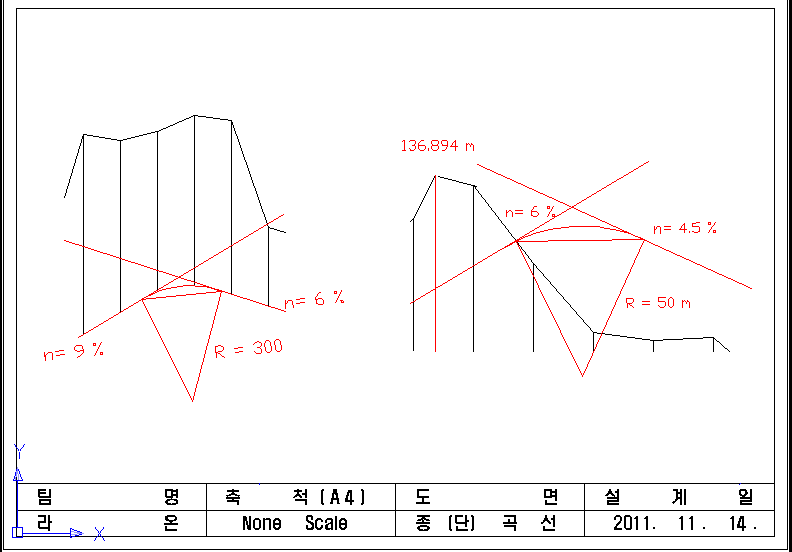 136.894 m
n= 6 %
n= 4.5 %
n= 6 %
R = 50 m
n= 9 %
R = 300
Y
X
팀 명 축 척 (A4) 도 면 설 계 일
라 온 None Scale 종 (단) 곡 선 2011. 11. 14.